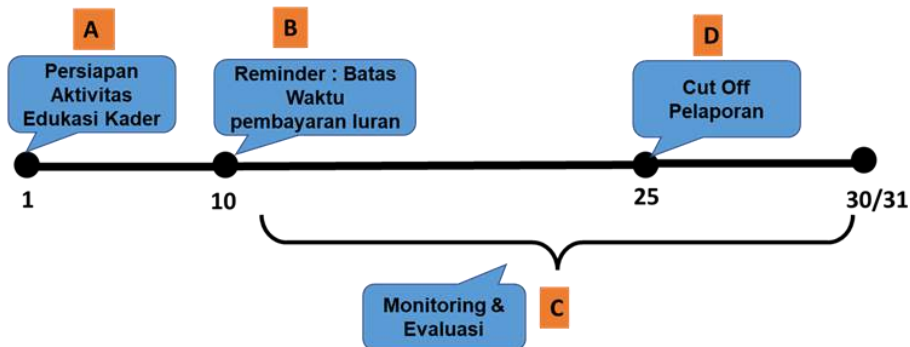 A
Persiapan
Aktivitas
Edukasi Kader
B
Reminder : Batas
Waktu
pembayaran Iuran
D
Cut Off
Pelaporan
1
10
25
30/31
Monitoring &
Evaluasi
C